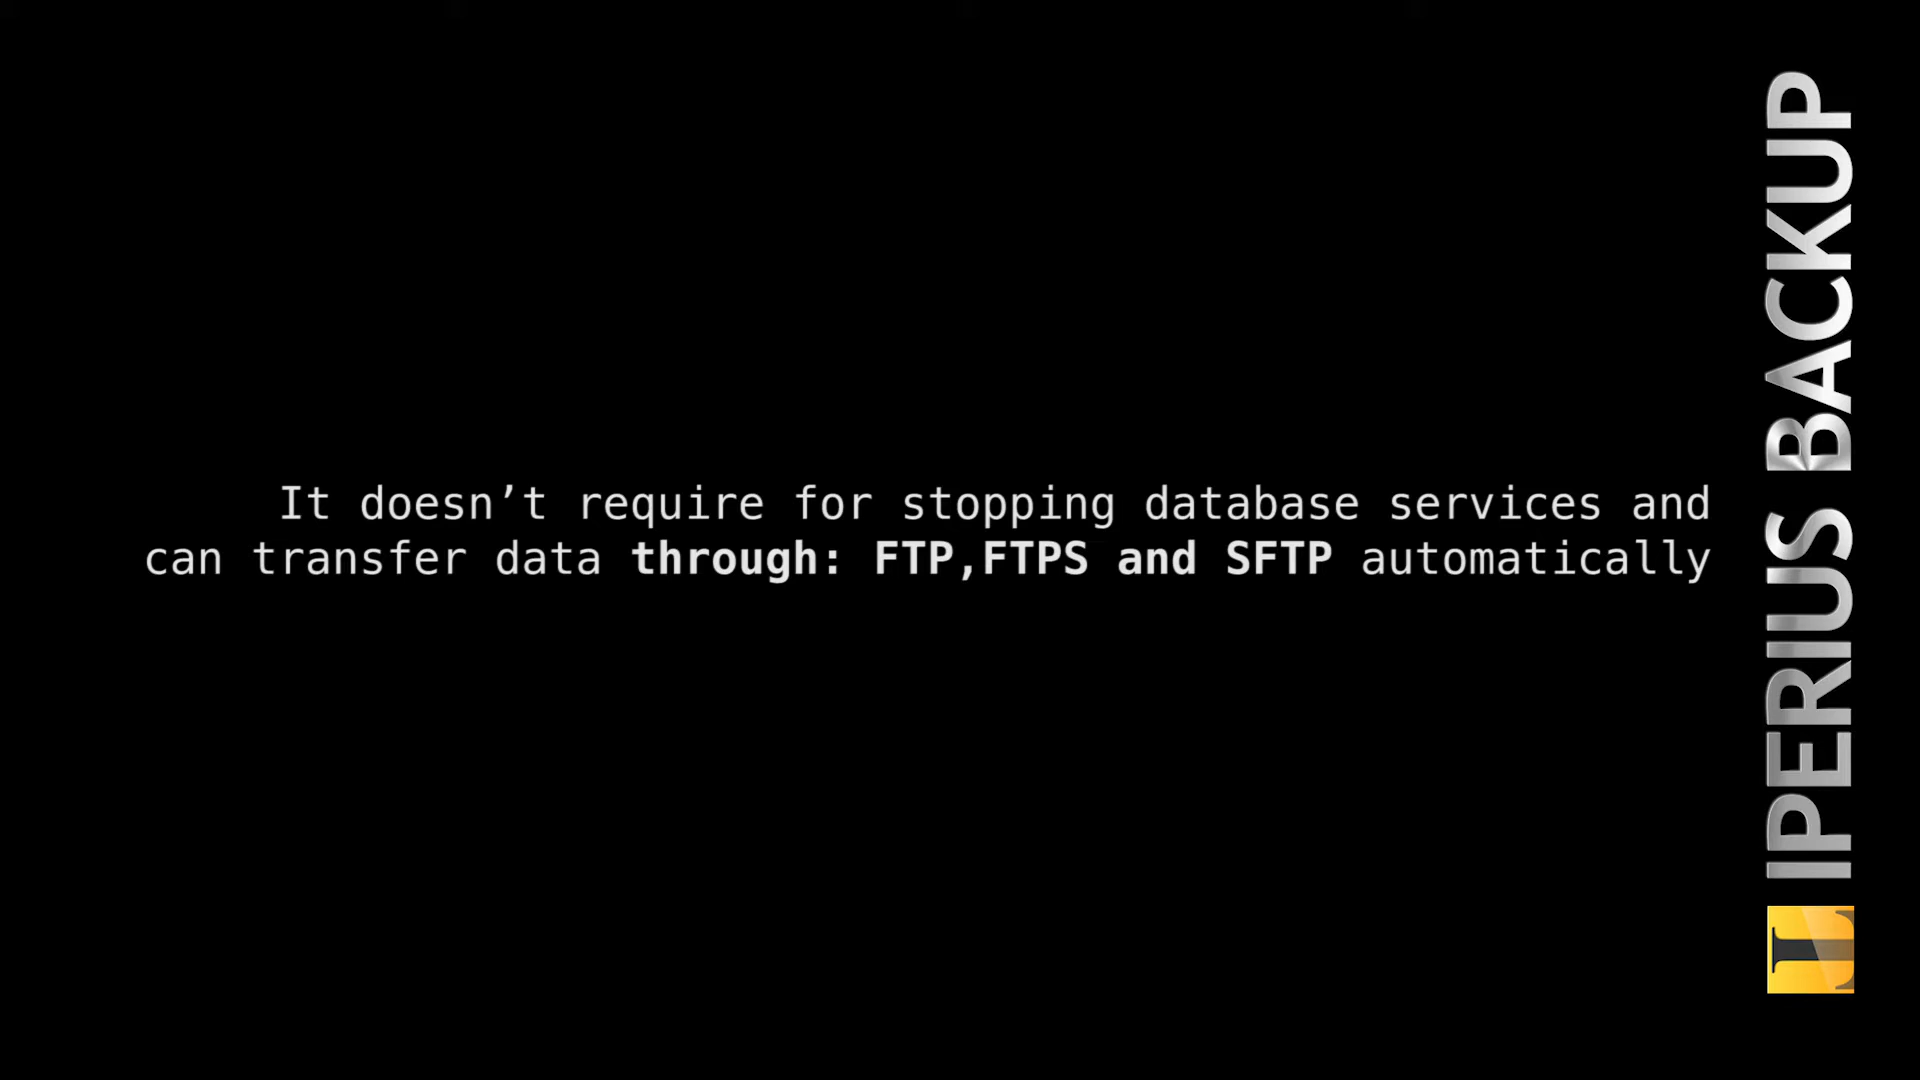 It doesn’t require for stopping database services and
can transfer data through: FTP,FTPS and SFTP automatically
I IPERIUS BACKUP